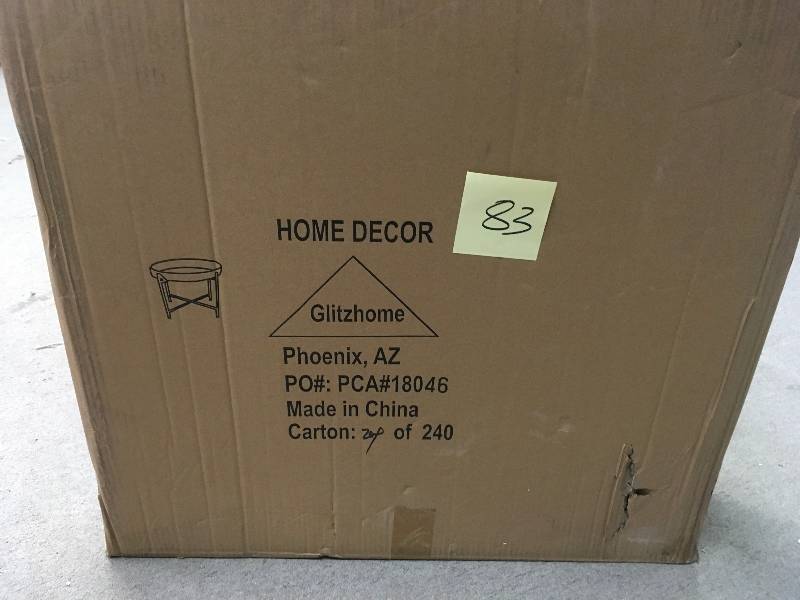 83
HOME DECOR
Glitzhome
Phoenix, AZ
PO#: PCA#18046
Made in China
Carton: of 240